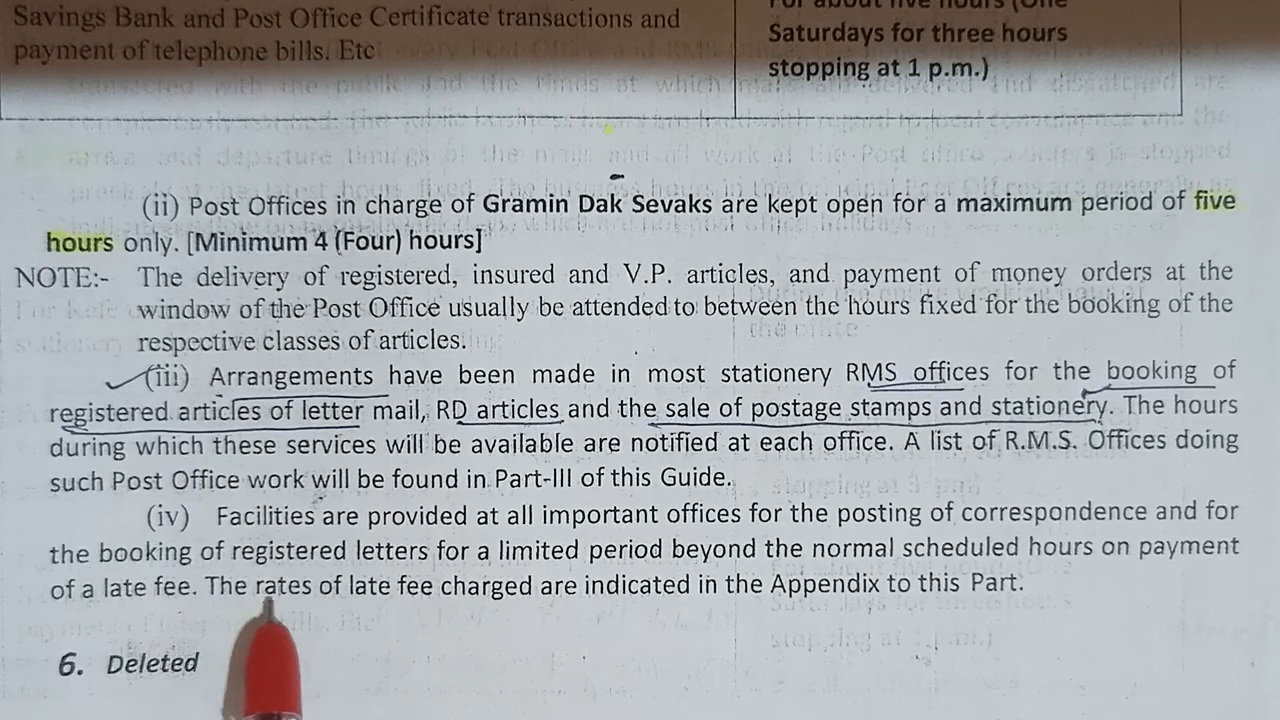 Savings Bank and Post Office Certificate transactions and
payment of telephone bills. Etc
For about five hours (One
Saturdays for three hours
stopping at 1 p.m.)
(ii) Post Offices in charge of Gramin Dak Sevaks are kept open for a maximum period of five
hours only. [Minimum 4 (Four) hours]
NOTE:- The delivery of registered, insured and V.P. articles, and payment of money orders at the
window of the Post Office usually be attended to between the hours fixed for the booking of the
respective classes of articles.
(iii) Arrangements have been made in most stationery RMS offices for the booking of
registered articles of letter mail, RD articles and the sale of postage stamps and stationery. The hours
during which these services will be available are notified at each office. A list of R.M.S. Offices doing
such Post Office work will be found in Part-III of this Guide.
(iv) Facilities are provided at all important offices for the posting of correspondence and for
the booking of registered letters for a limited period beyond the normal scheduled hours on payment
of a late fee. The rates of late fee charged are indicated in the Appendix to this Part.
6. Deleted